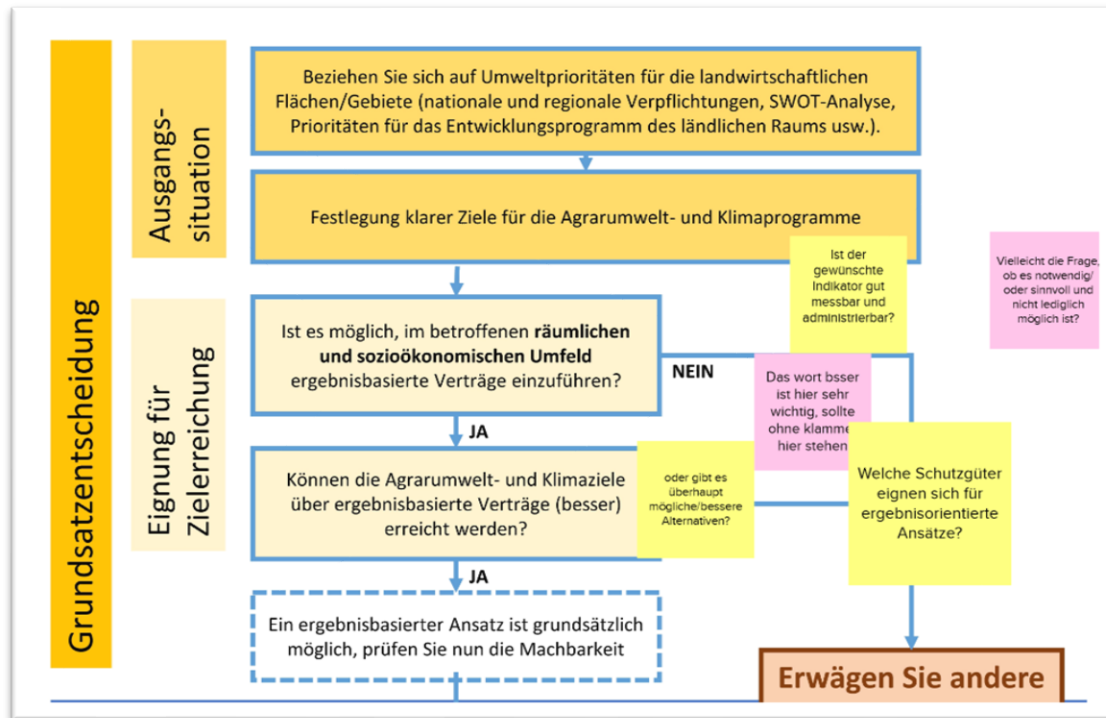 Grundsatzentscheidung
Ausgangs-
situation
Beziehen Sie sich auf Umweltprioritäten für die landwirtschaftlichen
Flächen/Gebiete (nationale und regionale Verpflichtungen, SWOT-Analyse,
Prioritäten für das Entwicklungsprogramm des ländlichen Raums usw.).
Festlegung klarer Ziele für die Agrarumwelt- und Klimaprogramme
Ist der
gewünschte
Indikator gut
messbar und
administrierbar?
Vielleicht die Frage,
ob es notwendig/
oder sinnvoll und
nicht lediglich
möglich ist?
Eignung für
Zielerreichung
Ist es möglich, im betroffenen räumlichen
und sozioökonomischen Umfeld
ergebnisbasierte Verträge einzuführen?
NEIN
Das wort bsser
ist hier sehr
wichtig, sollte
ohne klammer
hier stehen
JA
Können die Agrarumwelt- und Klimaziele
über ergebnisbasierte Verträge (besser)
erreicht werden?
oder gibt es
überhaupt
mögliche/bessere
Alternativen?
Welche Schutzgüter
eignen sich für
ergebnisorientierte
Ansätze?
JA
Ein ergebnisbasierter Ansatz ist grundsätzlich
möglich, prüfen Sie nun die Machbarkeit
Erwägen Sie andere